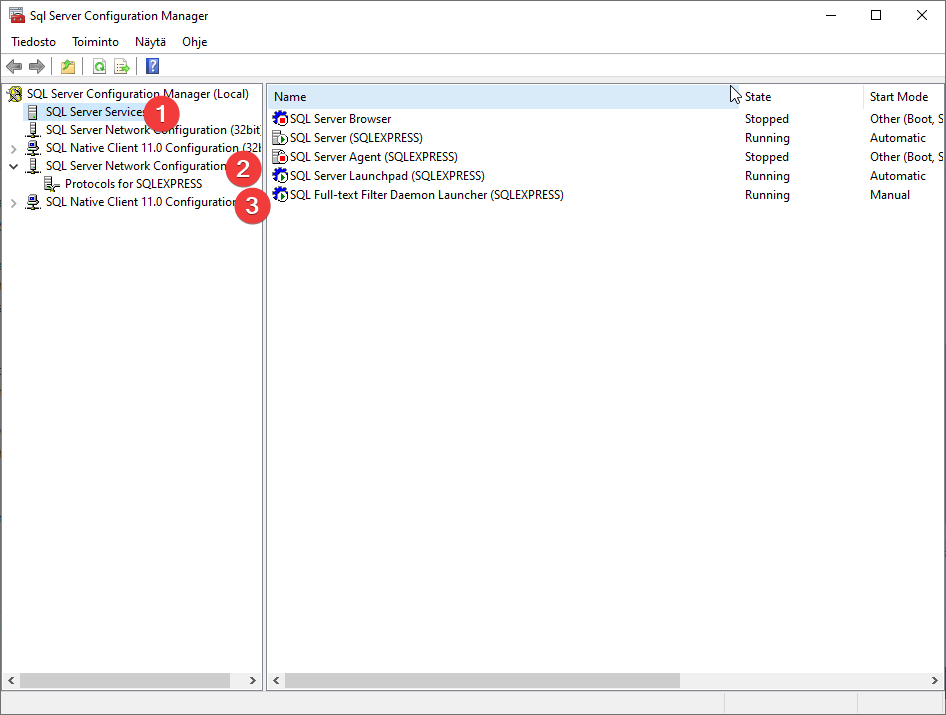 Sql Server Configuration Manager
Tiedosto Toiminto Näytä Ohje
SQL Server Configuration Manager (Local)
SQL Server Services
1
SQL Server Network Configuration (32bit
SQL Native Client 11.0 Configuration (32b
SQL Server Network Configuration
2
Protocols for SQLEXPRESS
SQL Native Client 11.0 Configuration
3
Name State Start Mode
SQL Server Browser Stopped Other (Boot, S
SQL Server (SQLEXPRESS) Running Automatic
SQL Server Agent (SQLEXPRESS) Stopped Other (Boot, S
SQL Server Launchpad (SQLEXPRESS) Running Automatic
SQL Full-text Filter Daemon Launcher (SQLEXPRESS) Running Manual